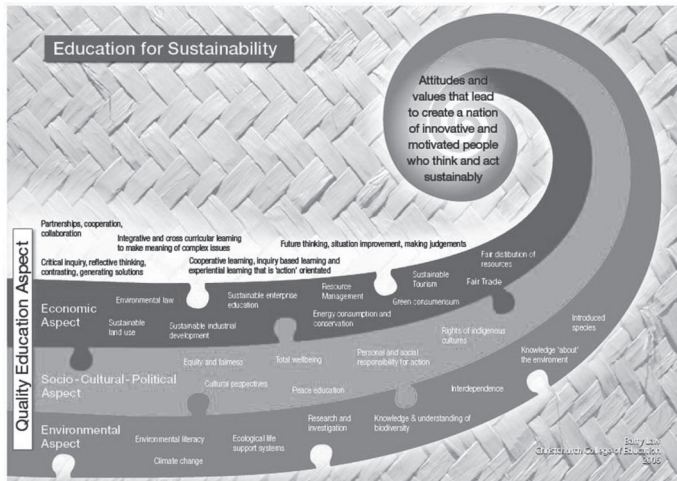 Education for Sustainability
Attitudes and
values that lead
to create a nation
of innovative and
motivated people
who think and act
sustainably
Quality Education Aspect
Partnerships, cooperation,
collaboration
Integrative and cross curricular learning
to make meaning of complex issues
Future thinking, situation improvement, making judgements
Critical inquiry, reflective thinking,
contrasting, generating solutions
Cooperative learning, inquiry based learning and
experiential learning that is 'action' orientated
Economic
Aspect
Environmental law
Sustainable
land use
Sustainable industrial
development
Sustainable enterprise
education
Resource
Management
Energy consumption and
conservation
Sustainable
Tourism
Green consumerism
Fair distibution of
resources
Fair Trade
Socio-Cultural-Political
Aspect
Equity and fairness
Cultural pespectives
Total wellbeing
Peace education
Personal and social
responsibility for action
Rights of indigenous
cultures
Interdependence
Introduced
species
Knowledge 'about'
the enviroment
Environmental
Aspect
Environmental literacy
Climate change
Ecological life
support systems
Research and
investigation
Knowledge & understanding of
biodiversity
Barry Law
Christchurch College of Education
2005